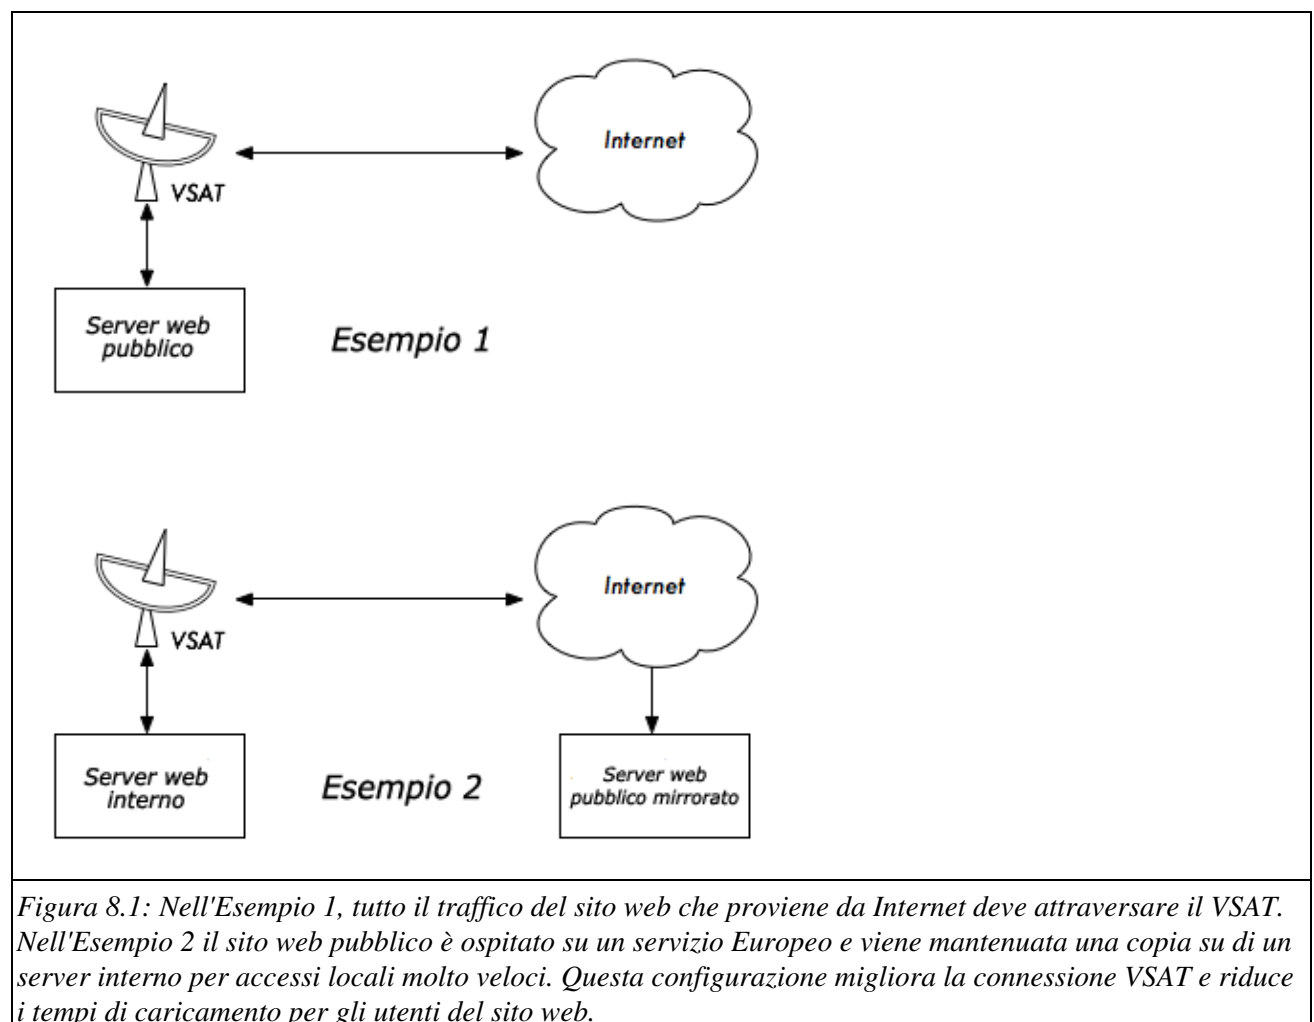 Internet
VSAT
Server web
pubblico
Esempio 1
Internet
VSAT
Server web
interno
Esempio 2
Server web
pubblico mirrorato
Figura 8.1: Nell'Esempio 1, tutto il traffico del sito web che proviene da Internet deve attraversare il VSAT.
Nell'Esempio 2 il sito web pubblico è ospitato su un servizio Europeo e viene mantenuata una copia su di un
server interno per accessi locali molto veloci. Questa configurazione migliora la connessione VSAT e riduce
i tempi di caricamento per gli utenti del sito web.